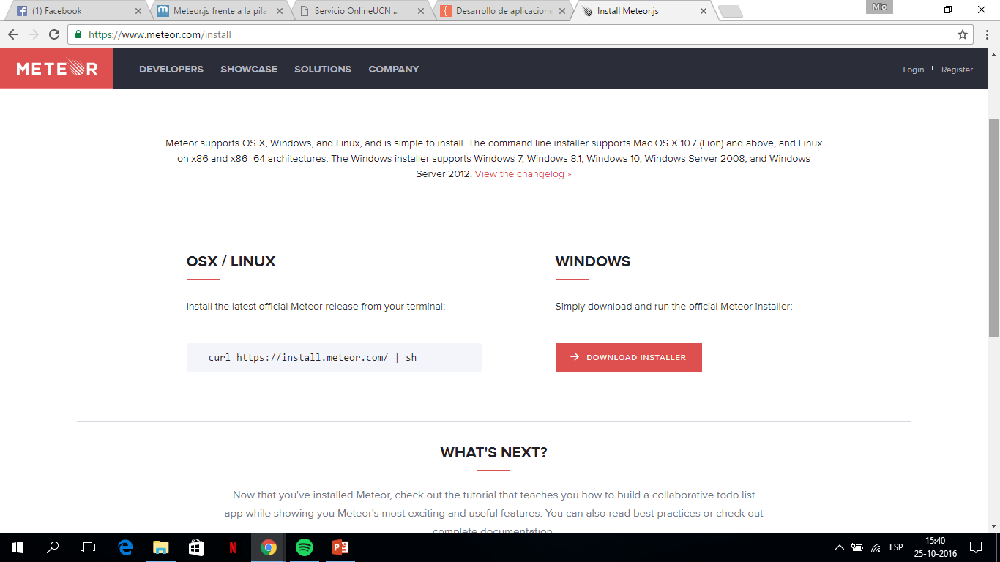 (1) Facebook
Meteor.js frente a la pila
Servicio OnlineUCN ...
Desarrollo de aplicacione
Install Meteor.js
Mio
https://www.meteor.com/install
METEOR
DEVELOPERS
SHOWCASE
SOLUTIONS
COMPANY
Login
Register
Meteor supports OS X, Windows, and Linux, and is simple to install. The command line installer supports Mac OS X 10.7 (Lion) and above, and Linux
on x86 and x86_64 architectures. The Windows installer supports Windows 7, Windows 8.1, Windows 10, Windows Server 2008, and Windows
Server 2012. View the changelog »
OSX / LINUX
Install the latest official Meteor release from your terminal:
curl https://install.meteor.com/ | sh
WINDOWS
Simply download and run the official Meteor installer:
DOWNLOAD INSTALLER
WHAT'S NEXT?
Now that you've installed Meteor, check out the tutorial that teaches you how to build a collaborative todo list
app while showing you Meteor's most exciting and useful features. You can also read best practices or check out
complete documentation
ESP
15:40
25-10-2016